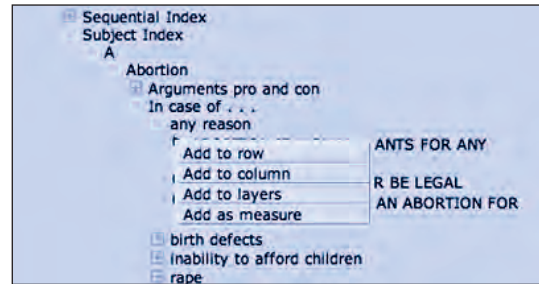 Sequential Index
Subject Index
A
Abortion
Arguments pro and con
In case of . . .
any reason
ANTS FOR ANY
Add to row
Add to column
R BE LEGAL
Add to layers
AN ABORTION FOR
Add as measure
birth defects
inability to afford children
rape